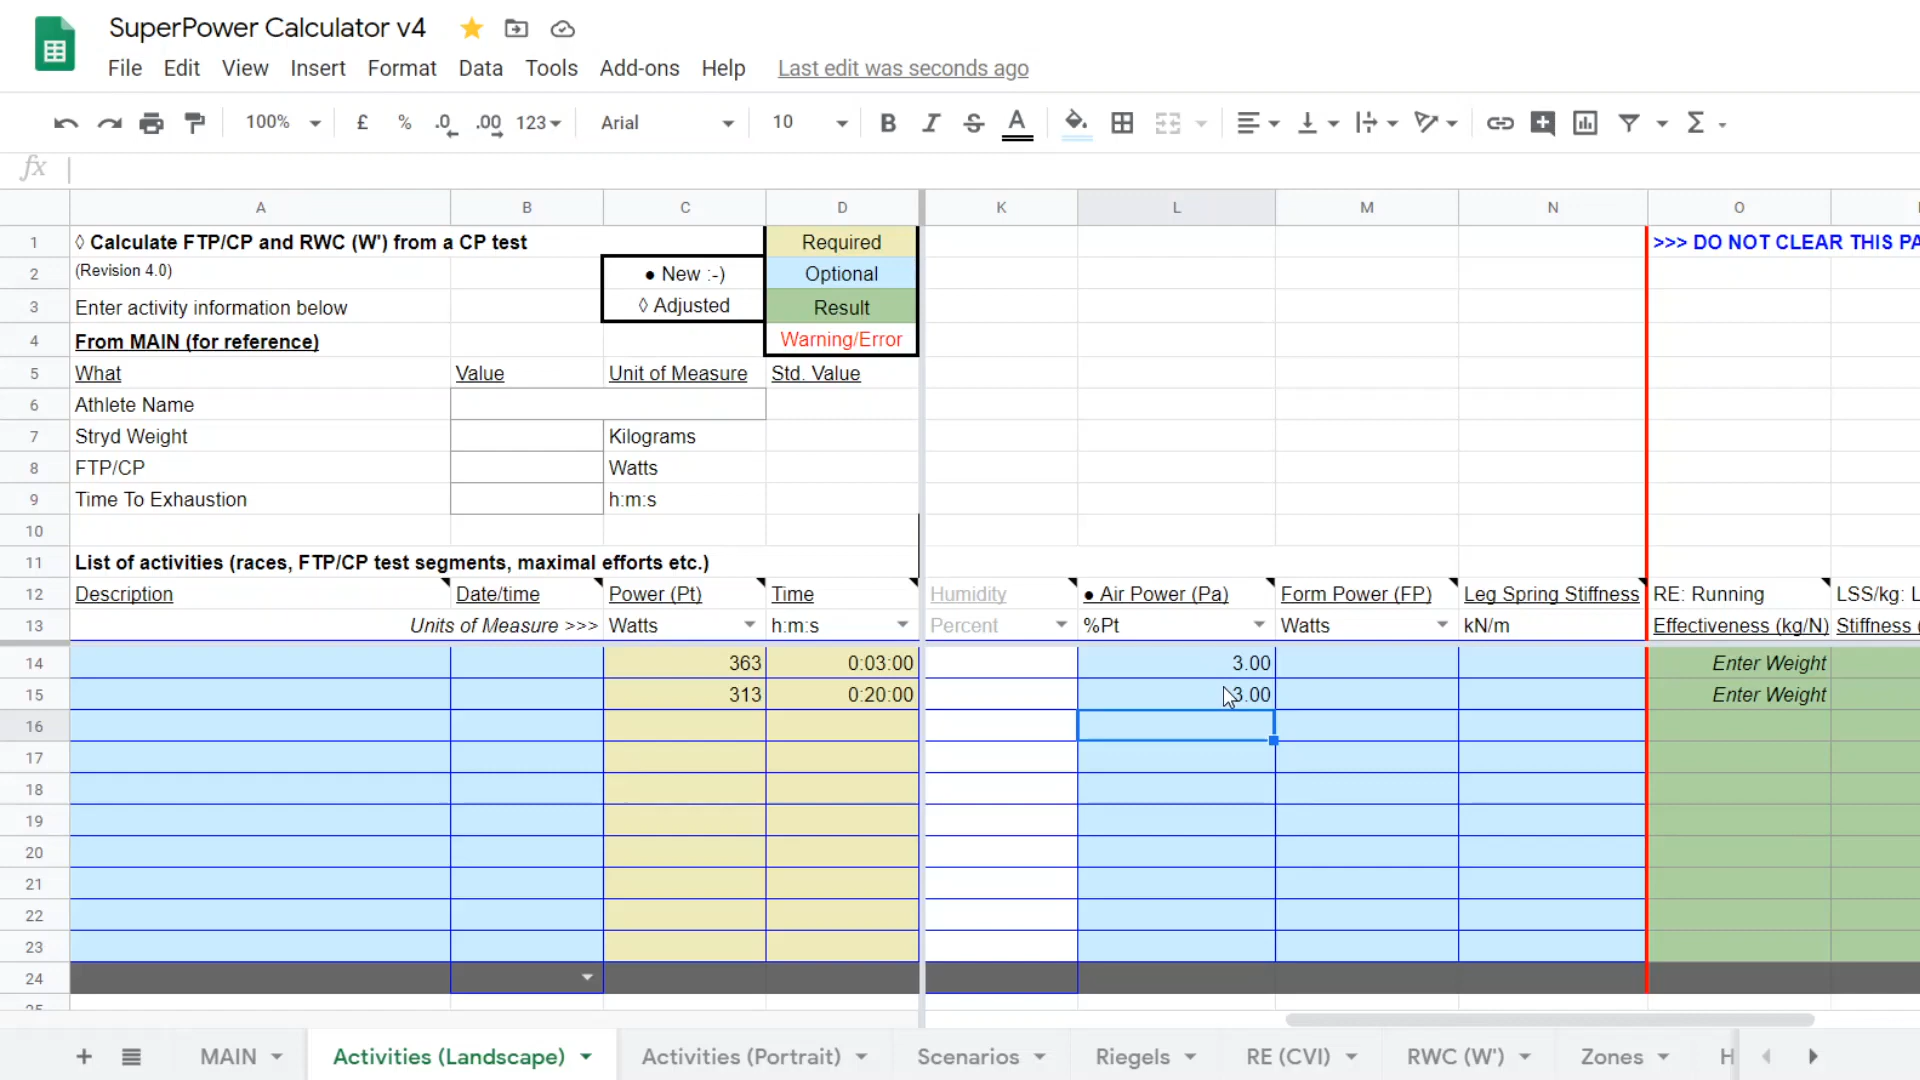 SuperPower Calculator v4
File Edit View Insert Format Data Tools Add-ons Help Last edit was seconds ago
100% £ % .0 .00 123 Arial 10 B I S A Σ
fx
A B C D K L M N O
1 ◊ Calculate FTP/CP and RWC (W') from a CP test Required >>> DO NOT CLEAR THIS PA
2 (Revision 4.0) ● New :-) Optional
3 Enter activity information below ◊ Adjusted Result
4 From MAIN (for reference) Warning/Error
5 What Value Unit of Measure Std. Value
6 Athlete Name
7 Stryd Weight Kilograms
8 FTP/CP Watts
9 Time To Exhaustion h:m:s
10
11 List of activities (races, FTP/CP test segments, maximal efforts etc.)
12 Description Date/time Power (Pt) Time Humidity ● Air Power (Pa) Form Power (FP) Leg Spring Stiffness RE: Running LSS/kg: L
13 Units of Measure >>> Watts h:m:s Percent %Pt Watts kN/m Effectiveness (kg/N) Stiffness (
14 363 0:03:00 3.00 Enter Weight
15 313 0:20:00 3.00 Enter Weight
16
17
18
19
20
21
22
23
24
MAIN Activities (Landscape) Activities (Portrait) Scenarios Riegels RE (CVI) RWC (W') Zones H